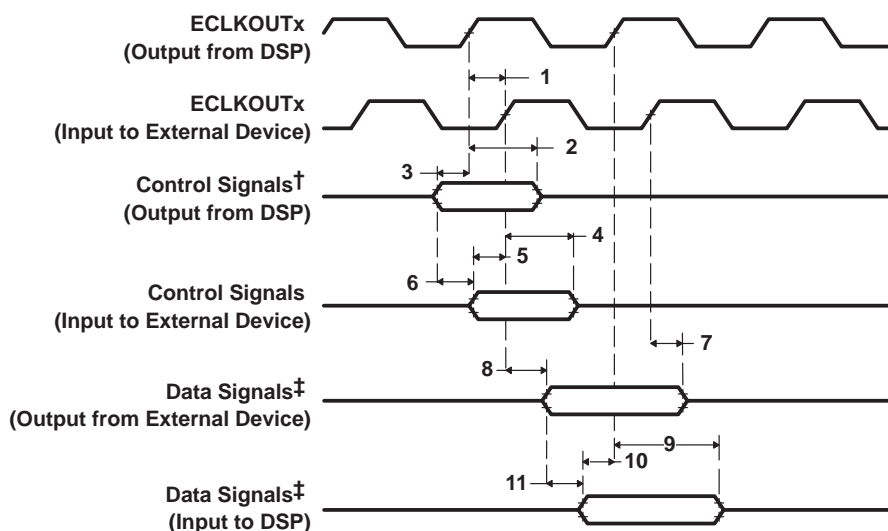 ECLKOUTx
(Output from DSP)
1
ECLKOUTx
(Input to External Device)
2
3
Control Signals†
(Output from DSP)
4
5
6
Control Signals
(Input to External Device)
7
8
Data Signals‡
(Output from External Device)
9
10
11
Data Signals‡
(Input to DSP)